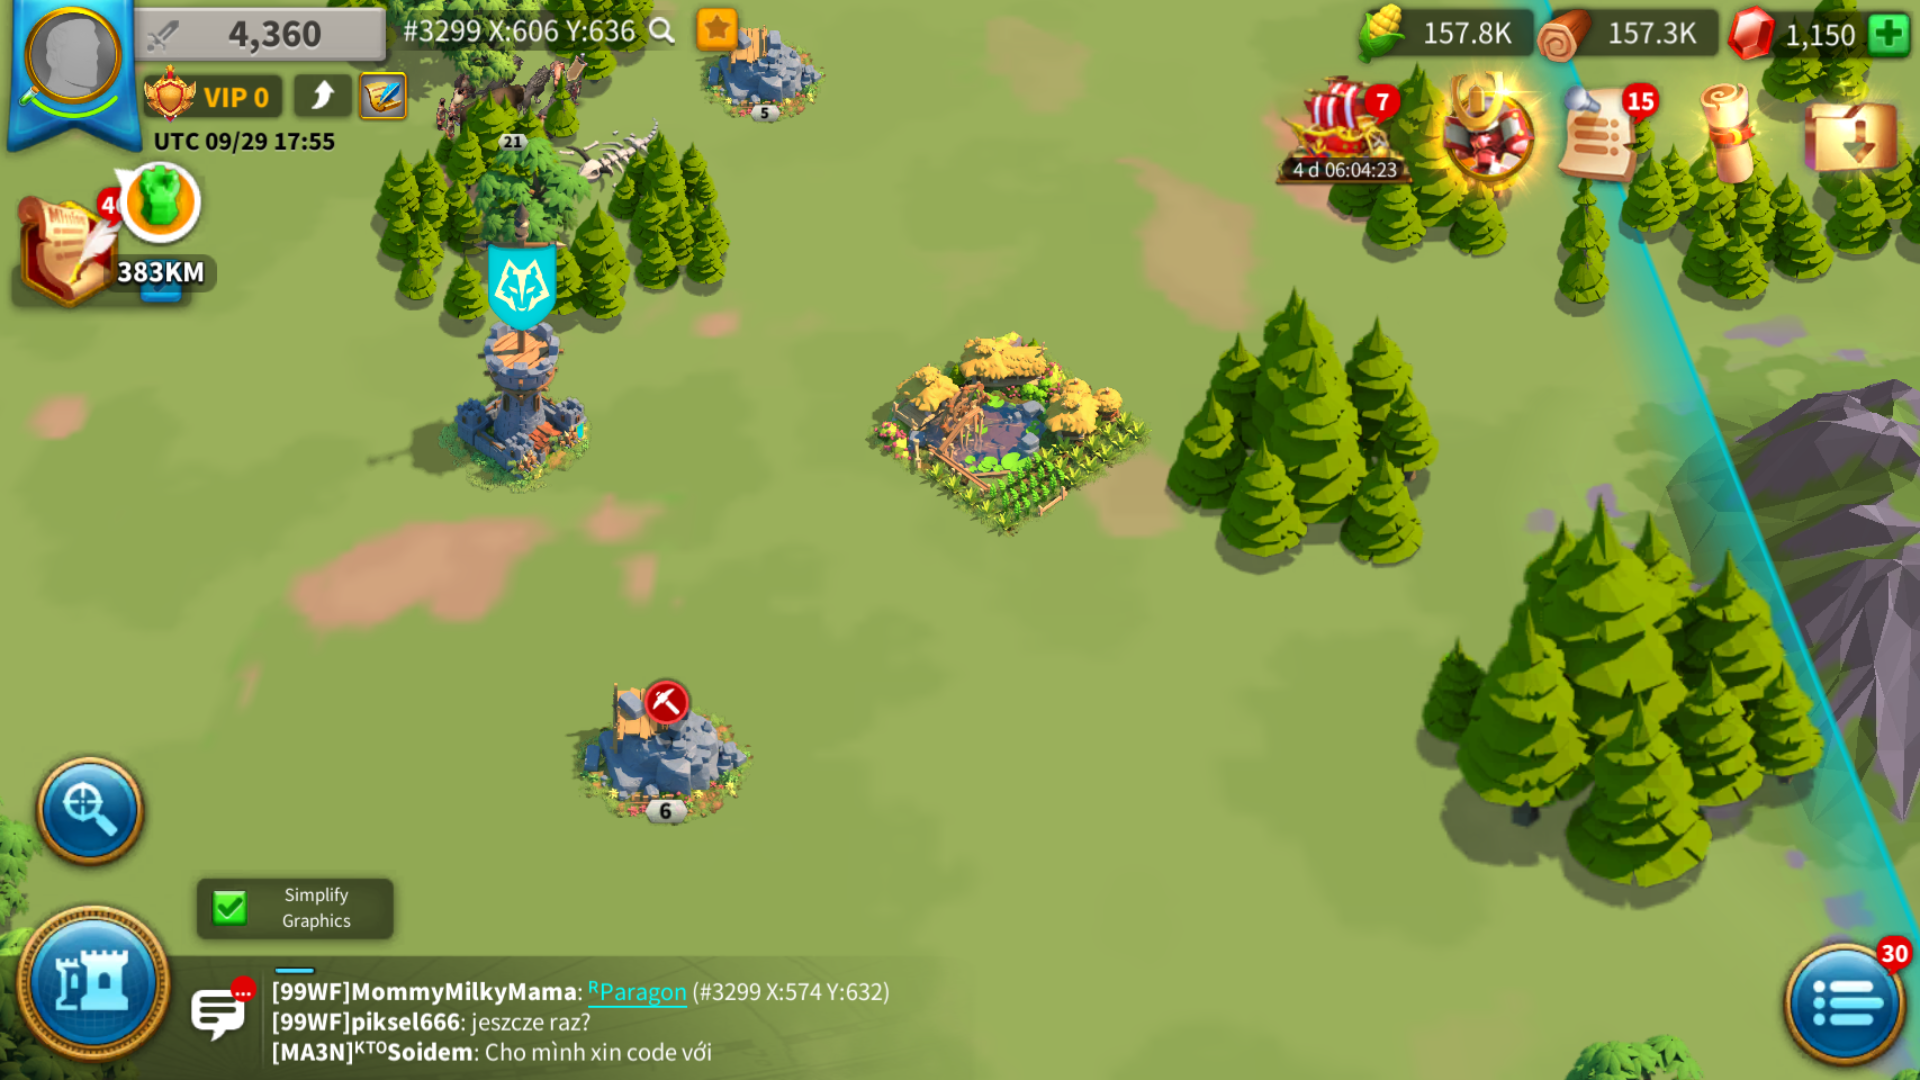 4,360
#3299 X:606 Y:636
157.8K
157.3K
1,150
VIP 0
UTC 09/29 17:55
5
21
7
4 d 06:04:23
15
Mission
383KM
6
Simplify
Graphics
30
[99WF]MommyMilkyMama: ᴿParagon (#3299 X:574 Y:632)
[99WF]piksel666: jeszcze raz?
[MA3N]ᴷᵀᴼSoidem: Cho mình xin code với